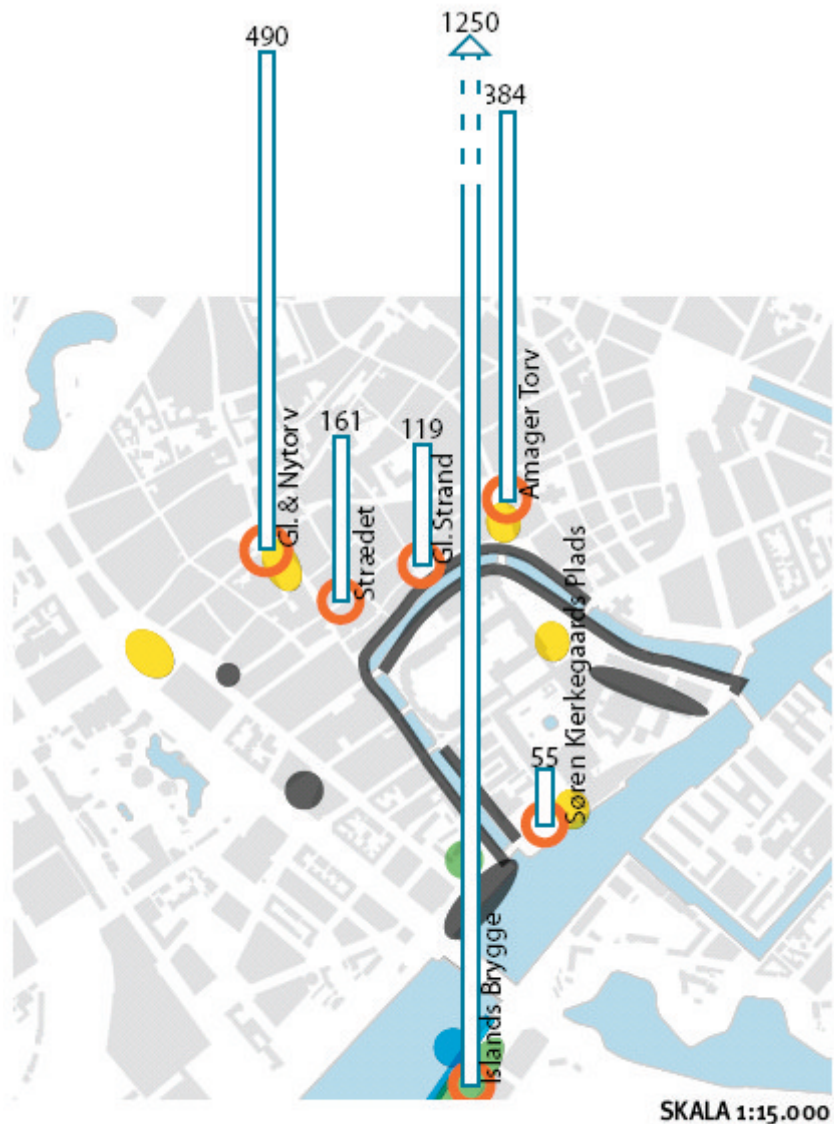 1250
490
384
161
119
Gl. & Nytorv
Strædet
Gl. Strand
Amager Torv
55
Søren Kierkegaards Plads
Islands Brygge
SKALA 1:15.000